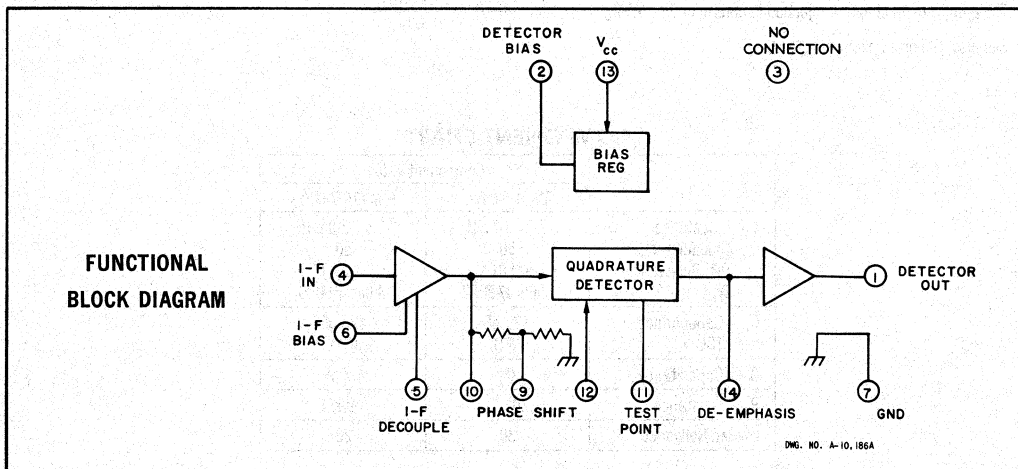 DETECTOR
BIAS
2
V_CC
13
NO
CONNECTION
3
BIAS
REG
FUNCTIONAL
BLOCK DIAGRAM
I-F
IN
4
QUADRATURE
DETECTOR
1
DETECTOR
OUT
I-F
BIAS
6
5
10
9
12
11
14
7
I-F
DECOUPLE
PHASE SHIFT
TEST
POINT
DE-EMPHASIS
GND
DWG. NO. A-10,186A